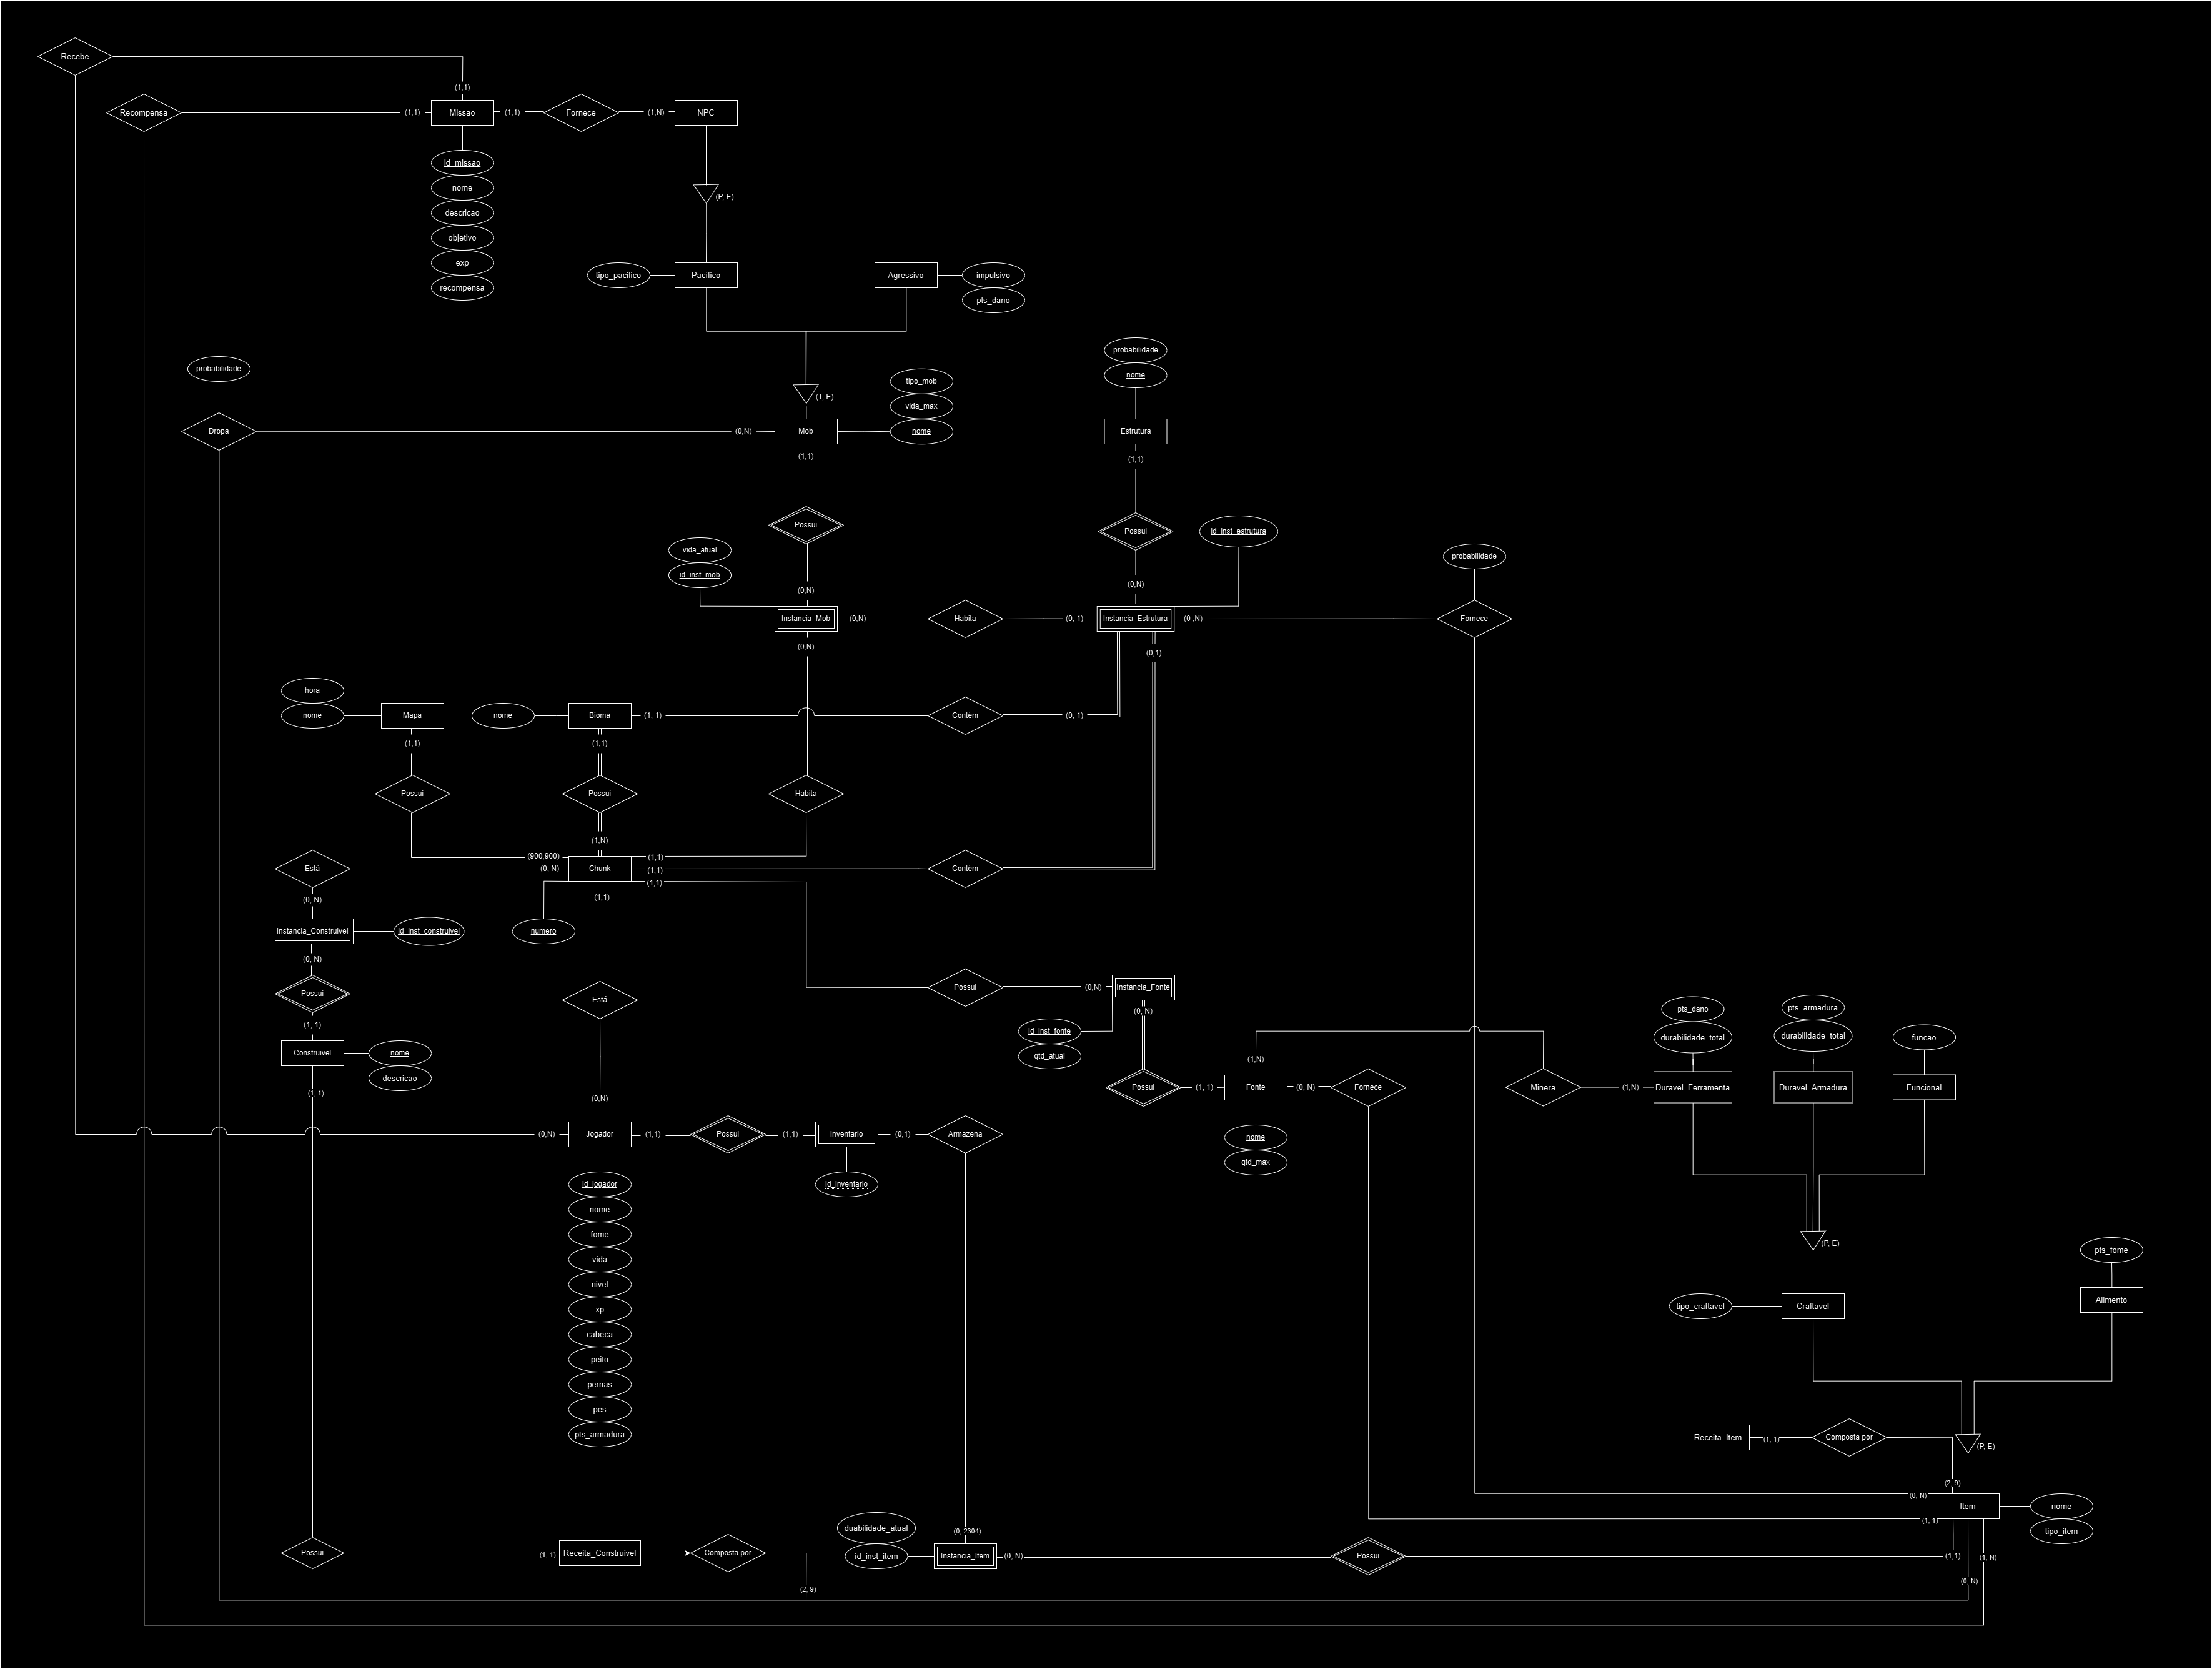 Recebe
(1,1)
Recompensa
(1,1)
Missao
(1,1)
Fornece
(1,N)
NPC
id_missao
nome
descricao
objetivo
exp
recompensa
(P, E)
tipo_pacifico
Pacífico
Agressivo
impulsivo
pts_dano
probabilidade
nome
probabilidade
tipo_mob
vida_max
nome
(T, E)
Dropa
(0,N)
Mob
(1,1)
Estrutura
(1,1)
Possui
Possui
id_inst_estrutura
vida_atual
id_inst_mob
probabilidade
(0,N)
(0,N)
Instancia_Mob
(0,N)
Habita
(0, 1)
Instancia_Estrutura
(0 ,N)
Fornece
(0,N)
(0,1)
hora
nome
Mapa
nome
Bioma
(1, 1)
Contêm
(0, 1)
(1,1)
(1,1)
Possui
Possui
Habita
(1,N)
(900,900)
(1,1)
Está
(0, N)
Chunk
(1,1)
Contêm
(1,1)
(1,1)
(0, N)
Instancia_Construivel
id_inst_construivel
numero
(0, N)
Possui
Está
Possui
(0,N)
Instancia_Fonte
(0, N)
id_inst_fonte
qtd_atual
(1, 1)
Construivel
nome
descricao
(1, 1)
pts_dano
durabilidade_total
pts_armadura
durabilidade_total
funcao
(1,N)
Possui
(1, 1)
Fonte
(0, N)
Fornece
Minera
(1,N)
Duravel_Ferramenta
Duravel_Armadura
Funcional
nome
qtd_max
(0,N)
(0,N)
Jogador
(1,1)
Possui
(1,1)
Inventario
(0,1)
Armazena
id_inventario
id_jogador
nome
fome
vida
nivel
xp
cabeca
peito
pernas
pes
pts_armadura
(P, E)
pts_fome
tipo_craftavel
Craftavel
Alimento
Receita_Item
(1, 1)
Composta por
(P, E)
(2, 9)
(0, N)
Item
nome
tipo_item
(1, 1)
duabilidade_atual
id_inst_item
(0, 2304)
Instancia_Item
(0, N)
Possui
(1,1)
(1, N)
(0, N)
Possui
(1, 1)
Receita_Construivel
Composta por
(2, 9)